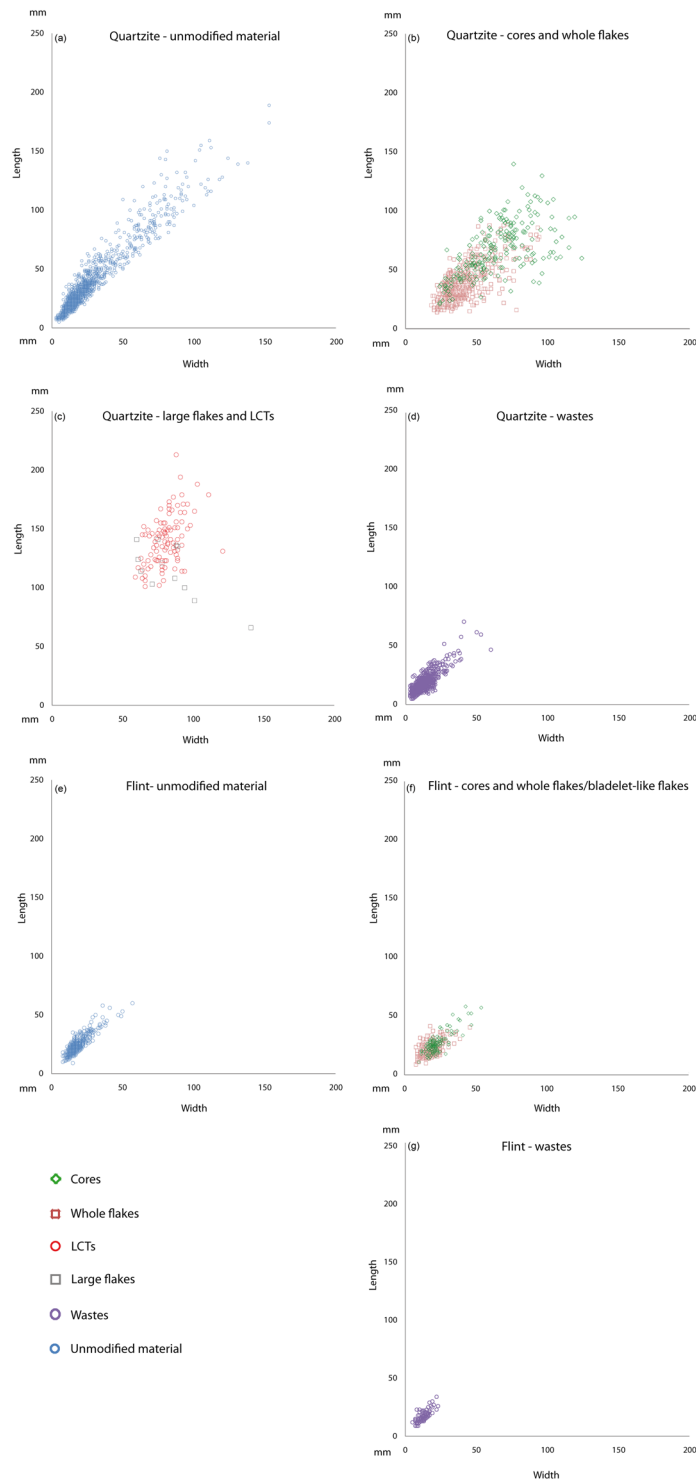 mm
(a)
Quartzite - unmodified material
250
200
150
Length
100
50
0
mm
50
100
150
200
Width
mm
(b)
Quartzite - cores and whole flakes
250
200
150
Length
100
50
0
mm
0
50
100
150
200
Width
mm
(c)
Quartzite - large flakes and LCTs
250
200
150
Length
100
50
0
mm
0
50
100
150
200
Width
mm
(d)
Quartzite - wastes
250
200
150
Length
100
50
0
mm
0
50
100
150
200
Width
mm
(e)
Flint- unmodified material
250
200
150
Length
100
50
0
mm
0
50
100
150
200
Width
mm
(f)
Flint - cores and whole flakes/bladelet-like flakes
250
200
150
Length
100
50
0
mm
0
50
100
150
200
Width
mm
(g)
Flint - wastes
250
200
150
Length
100
50
0
mm
0
50
100
150
200
Width
Cores
Whole flakes
LCTs
Large flakes
Wastes
Unmodified material